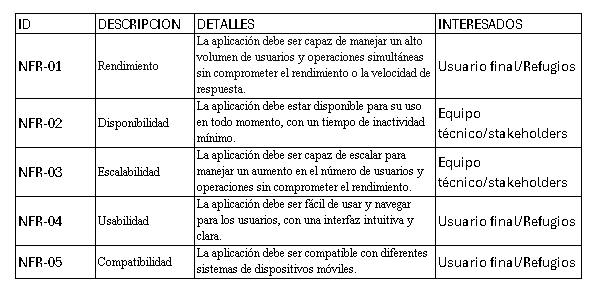 ID DESCRIPCION DETALLES INTERESADOS
La aplicación debe ser capaz de manejar un alto
volumen de usuarios y operaciones simultáneas
NFR-01 Rendimiento sin comprometer el rendimiento o la velocidad de Usuario final/Refugios
respuesta.
La aplicación debe estar disponible para su uso Equipo
NFR-02 Disponibilidad en todo momento, con un tiempo de inactividad técnico/stakeholders
mínimo.
La aplicación debe ser capaz de escalar para Equipo
NFR-03 Escalabilidad manejar un aumento en el número de usuarios y técnico/stakeholders
operaciones sin comprometer el rendimiento.
La aplicación debe ser fácil de usar y navegar
NFR-04 Usabilidad para los usuarios, con una interfaz intuitiva y Usuario final/Refugios
clara.
La aplicación debe ser compatible con diferentes
NFR-05 Compatibilidad sistemas de dispositivos móviles. Usuario final/Refugios